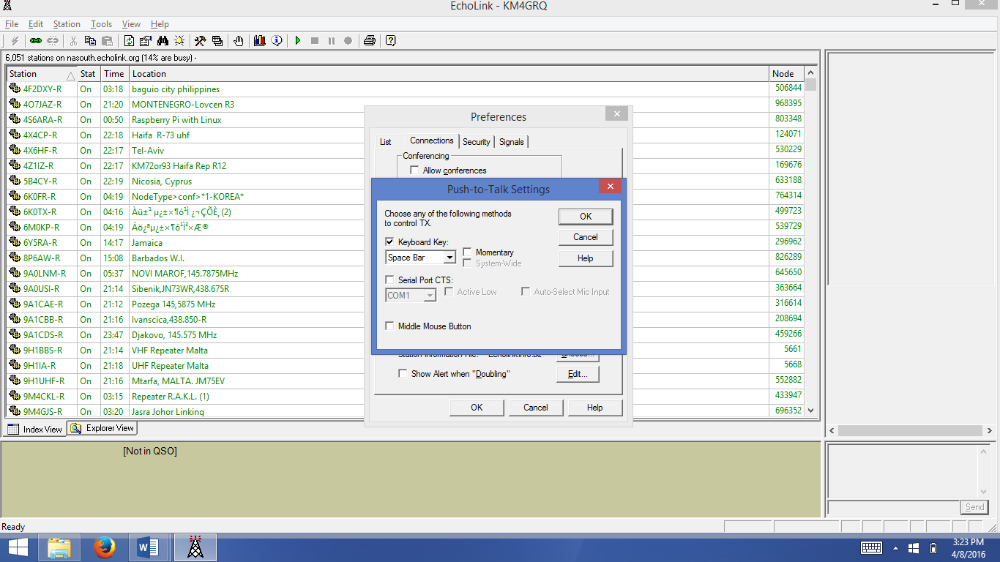 EchoLink - KM4GRQ
File Edit Station Tools View Help
6,051 stations on nasouth.echolink.org (14% are busy) -
Station Stat Time Location Node
4F2DXY-R On 03:18 baguio city philippines 506844
4O7JAZ-R On 21:20 MONTENEGRO-Lovcen R3 968395
4S6ARA-R On 00:50 Raspberry Pi with Linux 803348
4X4CP-R On 22:18 Haifa R-73 uhf 124071
4X6HF-R On 22:17 Tel-Aviv 530229
4Z1IZ-R On 22:17 KM72or93 Haifa Rep R12 169676
5B4CY-R On 22:19 Nicosia, Cyprus 633188
6K0FR-R On 04:19 NodeType>conf>*1-KOREA* 764314
6K0TX-R On 04:16 Àü±¹ µ¿±×¶ó¹Ì ¿¬ÇÕÈ¸ (2) 499723
6M0KP-R On 04:19 Áö¿ªµ¿±×¶ó¹Ì³×Æ® 539729
6Y5RA-R On 14:17 Jamaica 296962
8P6AW-R On 15:08 Barbados W.I. 826289
9A0LNM-R On 05:37 NOVI MAROF,145.7875MHz 645650
9A0USI-R On 21:14 Sibenik,JN73WR,438.675R 363664
9A1CAE-R On 21:12 Pozega 145,5875 MHz 316614
9A1CBB-R On 21:16 Ivanscica,438.850-R 208694
9A1CDS-R On 23:47 Djakovo, 145.575 MHz 459266
9H1BBS-R On 21:14 VHF Repeater Malta 5661
9H1IA-R On 21:18 UHF Repeater Malta 5668
9H1UHF-R On 21:16 Mtarfa, MALTA. JM75EV 552882
9M4CKL-R On 03:15 Repeater R.A.K.L. (1) 433947
9M4GJS-R On 03:20 Jasra Johor Linking 696352
Index View Explorer View
Preferences
List Connections Security Signals
Conferencing
Allow conferences
Push-to-Talk Settings
Choose any of the following methods
to control TX.
OK
Cancel
Help
Keyboard Key:
Space Bar
Momentary
System-Wide
Serial Port CTS:
COM1
Active Low
Auto-Select Mic Input
Middle Mouse Button
Show Alert when "Doubling" Edit...
OK Cancel Help
[Not in QSO]
Send
Ready
3:23 PM
4/8/2016